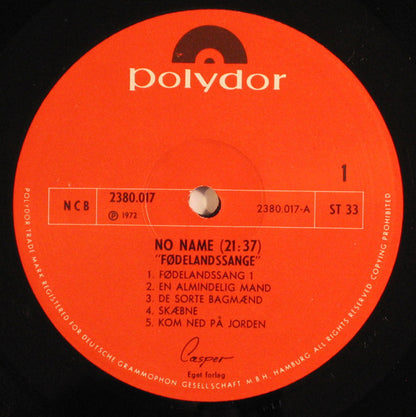 polydor
1
NCB
2380.017
℗ 1972
2380.017-A
ST 33
NO NAME (21:37)
"FØDELANDSSANGE"
1. FØDELANDSSANG 1
2. EN ALMINDELIG MAND
3. DE SORTE BAGMÆND
4. SKÆBNE
5. KOM NED PÅ JORDEN
Casper
Eget forlag
POLYDOR TRADE MARK REGISTERED FOR DEUTSCHE GRAMMOPHON GESELLSCHAFT M.B.H. HAMBURG ALL RIGHTS RESERVED COPYING PROHIBITED